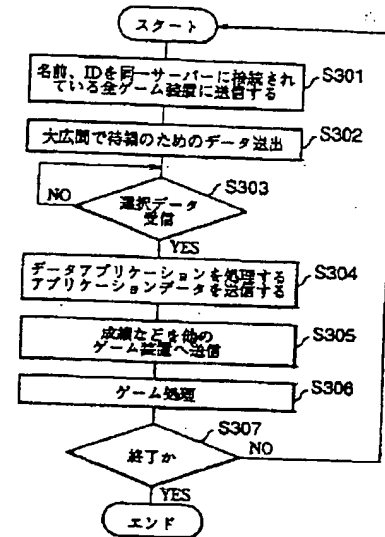 スタート
名前、IDを同一サーバーに接続され
ている全ゲーム装置に送信する
S301
大広間で待機のためのデータ送出
S302
S303
選択データ
受信
NO
YES
データアプリケーションを処理する
アプリケーションデータを送信する
S304
成績などを他の
ゲーム装置へ送信
S305
ゲーム処理
S306
S307
終了か
NO
YES
エンド